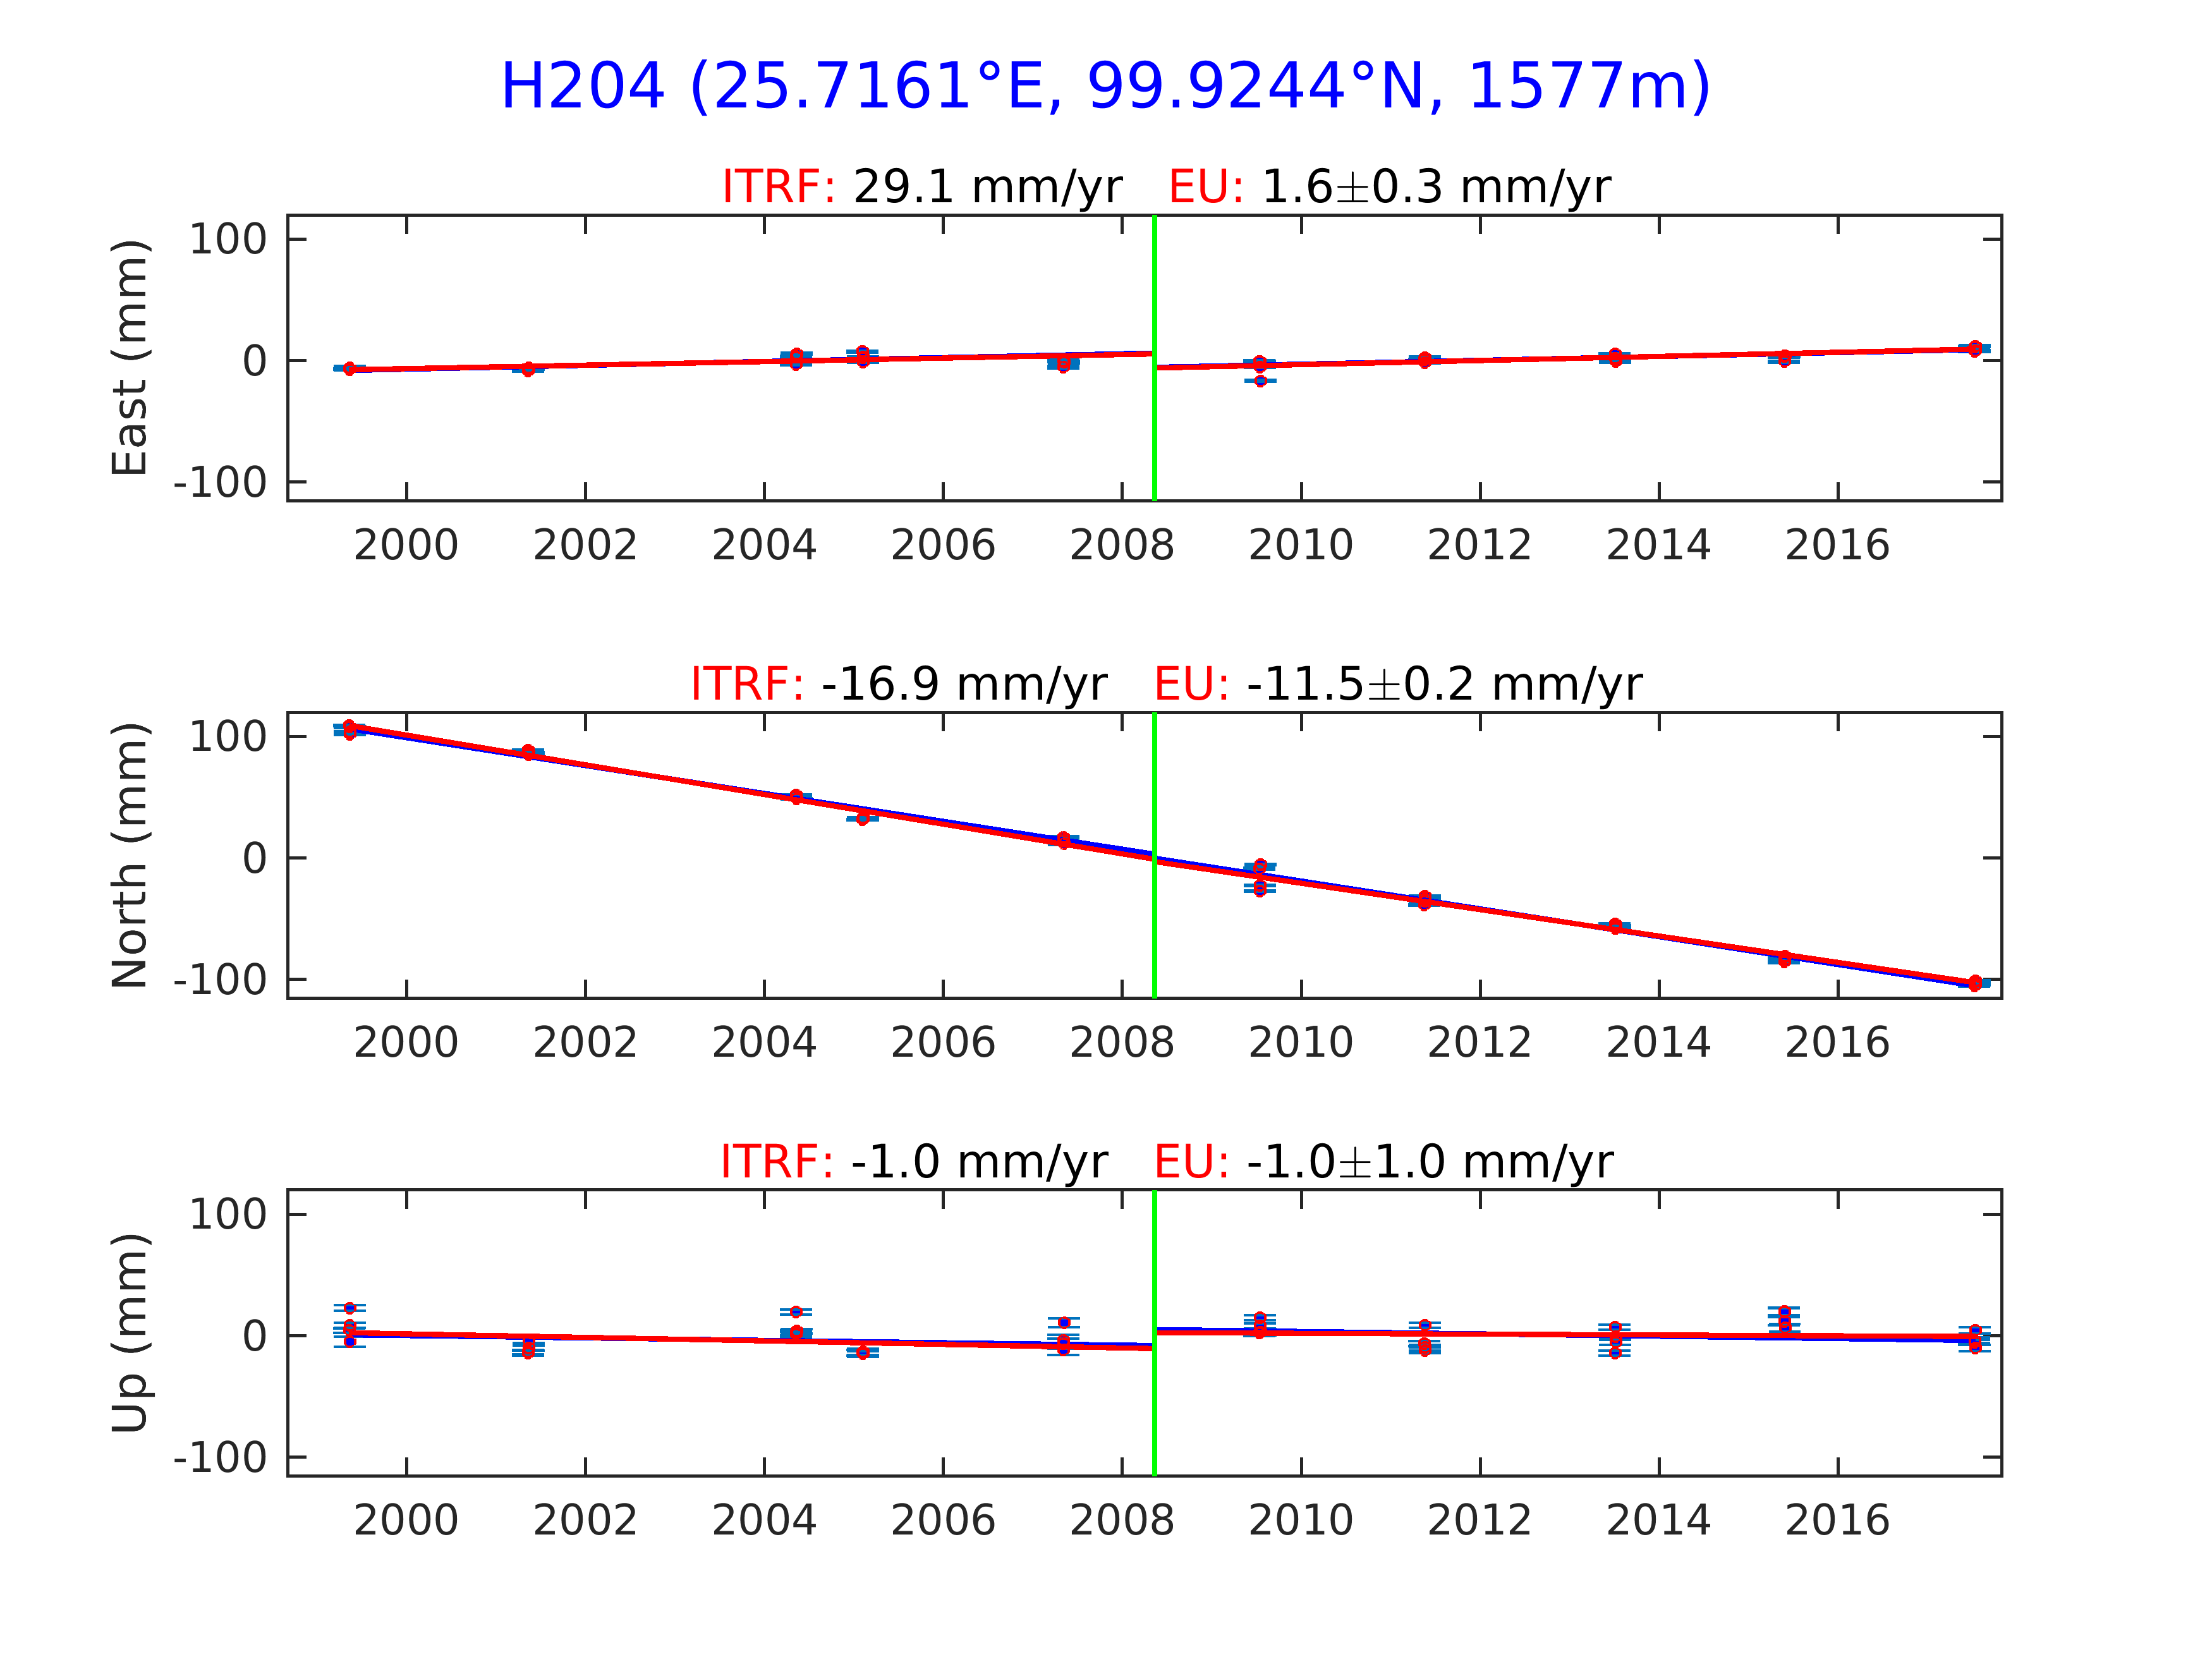 H204 (25.7161°E, 99.9244°N, 1577m)
ITRF: 29.1 mm/yr EU: 1.6±0.3 mm/yr
East (mm)
100
0
-100
2000 2002 2004 2006 2008 2010 2012 2014 2016
ITRF: -16.9 mm/yr EU: -11.5±0.2 mm/yr
North (mm)
100
0
-100
2000 2002 2004 2006 2008 2010 2012 2014 2016
ITRF: -1.0 mm/yr EU: -1.0±1.0 mm/yr
Up (mm)
100
0
-100
2000 2002 2004 2006 2008 2010 2012 2014 2016